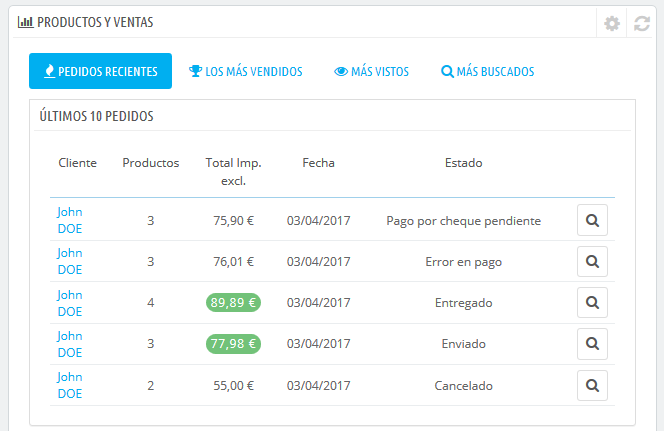 PRODUCTOS Y VENTAS
PEDIDOS RECIENTES LOS MÁS VENDIDOS MÁS VISTOS MÁS BUSCADOS
ÚLTIMOS 10 PEDIDOS
Cliente Productos Total Imp. Fecha Estado
excl.
John
DOE 3 75,90 € 03/04/2017 Pago por cheque pendiente
John
DOE 3 76,01 € 03/04/2017 Error en pago
John
DOE 4 89,89 € 03/04/2017 Entregado
John
DOE 3 77,98 € 03/04/2017 Enviado
John
DOE 2 55,00 € 03/04/2017 Cancelado